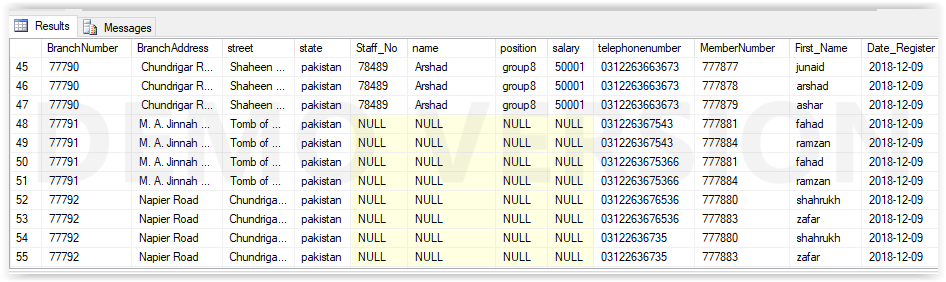 Results Messages
BranchNumber BranchAddress street state Staff_No name position salary telephonenumber MemberNumber First_Name Date_Register
45 77790 Chundrigar R... Shaheen ... pakistan 78489 Arshad group8 50001 0312263663673 777877 junaid 2018-12-09
46 77790 Chundrigar R... Shaheen ... pakistan 78489 Arshad group8 50001 0312263663673 777878 arshad 2018-12-09
47 77790 Chundrigar R... Shaheen ... pakistan 78489 Arshad group8 50001 0312263663673 777879 ashar 2018-12-09
48 77791 M. A. Jinnah ... Tomb of ... pakistan NULL NULL NULL NULL 031226367543 777881 fahad 2018-12-09
49 77791 M. A. Jinnah ... Tomb of ... pakistan NULL NULL NULL NULL 031226367543 777884 ramzan 2018-12-09
50 77791 M. A. Jinnah ... Tomb of ... pakistan NULL NULL NULL NULL 0312263675366 777881 fahad 2018-12-09
51 77791 M. A. Jinnah ... Tomb of ... pakistan NULL NULL NULL NULL 0312263675366 777884 ramzan 2018-12-09
52 77792 Napier Road Chundriga... pakistan NULL NULL NULL NULL 0312263676536 777880 shahrukh 2018-12-09
53 77792 Napier Road Chundriga... pakistan NULL NULL NULL NULL 0312263676536 777883 zafar 2018-12-09
54 77792 Napier Road Chundriga... pakistan NULL NULL NULL NULL 03122636735 777880 shahrukh 2018-12-09
55 77792 Napier Road Chundriga... pakistan NULL NULL NULL NULL 03122636735 777883 zafar 2018-12-09
DEMO VERSION